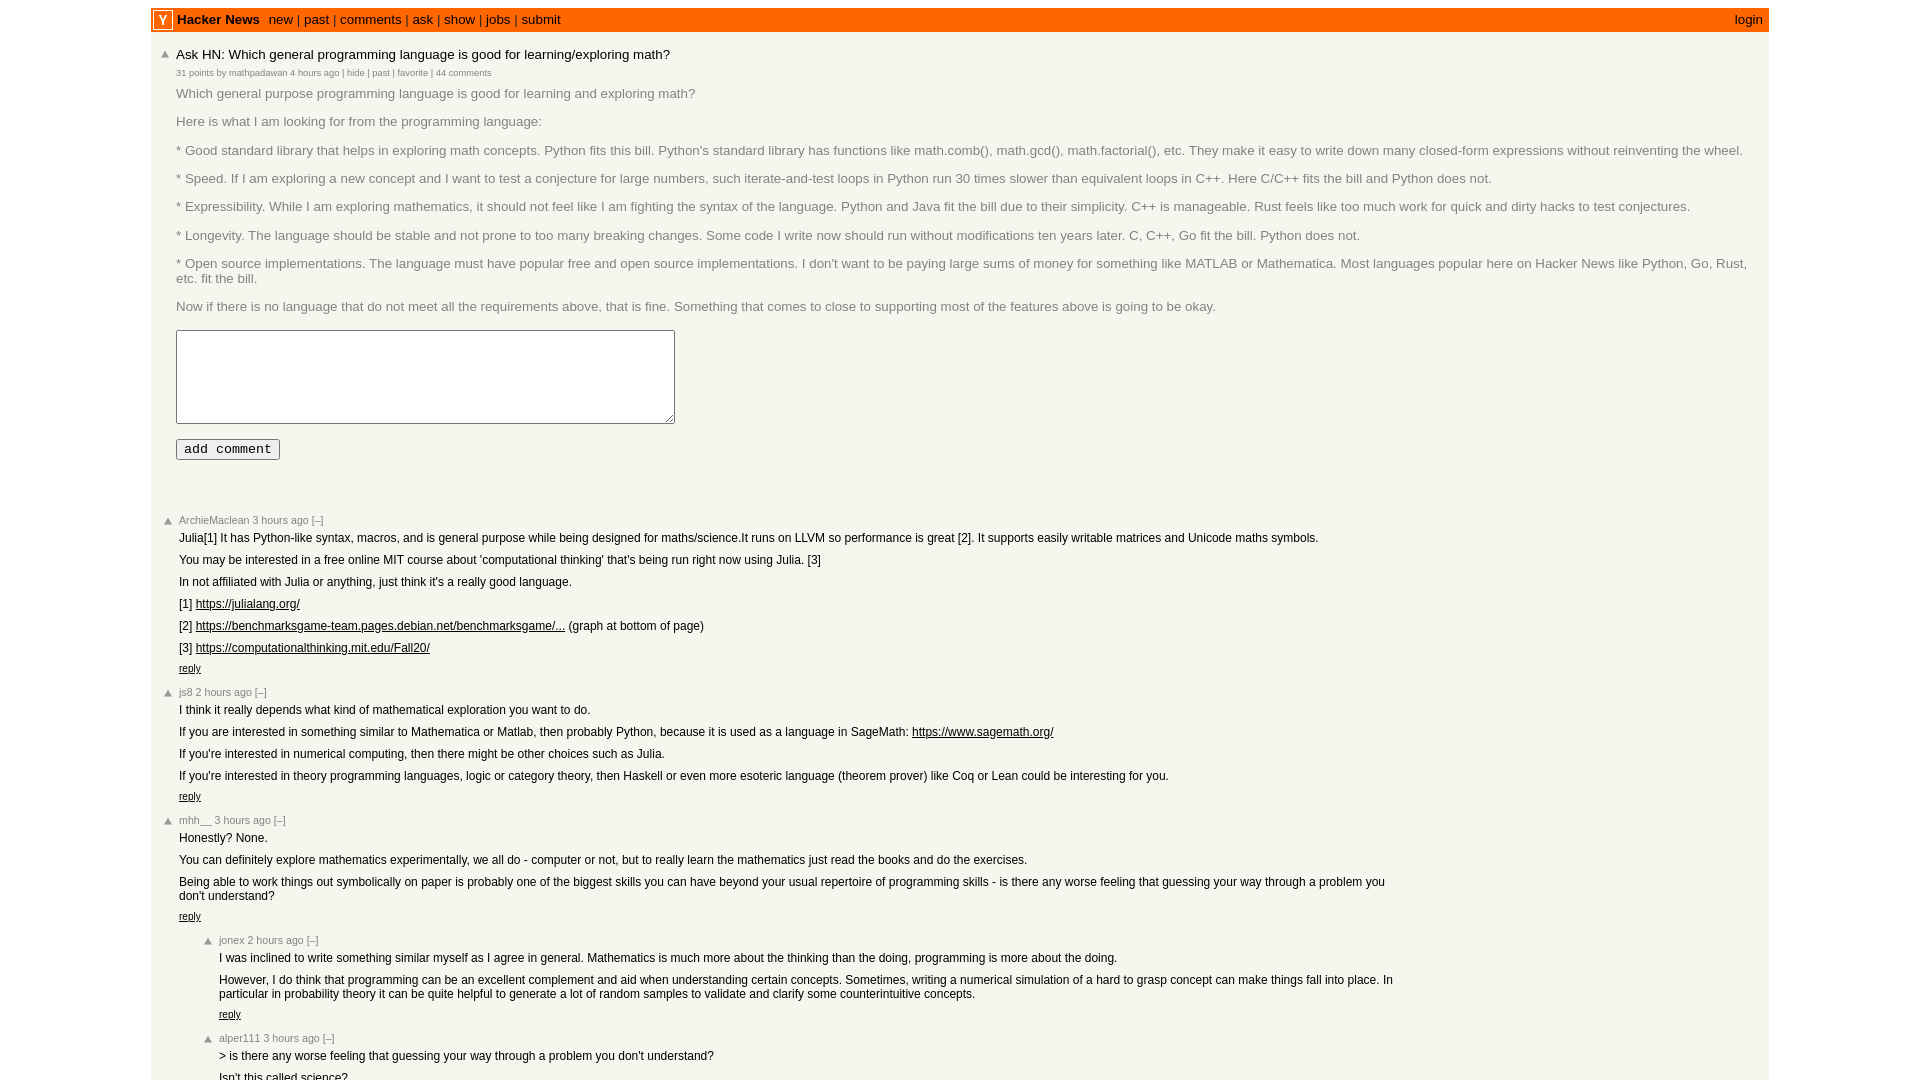 Y Hacker News new | past | comments | ask | show | jobs | submit login
Ask HN: Which general programming language is good for learning/exploring math?
31 points by mathpadawan 4 hours ago | hide | past | favorite | 44 comments
Which general purpose programming language is good for learning and exploring math?
Here is what I am looking for from the programming language:
* Good standard library that helps in exploring math concepts. Python fits this bill. Python's standard library has functions like math.comb(), math.gcd(), math.factorial(), etc. They make it easy to write down many closed-form expressions without reinventing the wheel.
* Speed. If I am exploring a new concept and I want to test a conjecture for large numbers, such iterate-and-test loops in Python run 30 times slower than equivalent loops in C++. Here C/C++ fits the bill and Python does not.
* Expressibility. While I am exploring mathematics, it should not feel like I am fighting the syntax of the language. Python and Java fit the bill due to their simplicity. C++ is manageable. Rust feels like too much work for quick and dirty hacks to test conjectures.
* Longevity. The language should be stable and not prone to too many breaking changes. Some code I write now should run without modifications ten years later. C, C++, Go fit the bill. Python does not.
* Open source implementations. The language must have popular free and open source implementations. I don't want to be paying large sums of money for something like MATLAB or Mathematica. Most languages popular here on Hacker News like Python, Go, Rust,
etc. fit the bill.
Now if there is no language that do not meet all the requirements above, that is fine. Something that comes to close to supporting most of the features above is going to be okay.
add comment
ArchieMaclean 3 hours ago [–]
Julia[1] It has Python-like syntax, macros, and is general purpose while being designed for maths/science.It runs on LLVM so performance is great [2]. It supports easily writable matrices and Unicode maths symbols.
You may be interested in a free online MIT course about 'computational thinking' that's being run right now using Julia. [3]
In not affiliated with Julia or anything, just think it's a really good language.
[1] https://julialang.org/
[2] https://benchmarksgame-team.pages.debian.net/benchmarksgame/... (graph at bottom of page)
[3] https://computationalthinking.mit.edu/Fall20/
reply
js8 2 hours ago [–]
I think it really depends what kind of mathematical exploration you want to do.
If you are interested in something similar to Mathematica or Matlab, then probably Python, because it is used as a language in SageMath: https://www.sagemath.org/
If you're interested in numerical computing, then there might be other choices such as Julia.
If you're interested in theory programming languages, logic or category theory, then Haskell or even more esoteric language (theorem prover) like Coq or Lean could be interesting for you.
reply
mhh__ 3 hours ago [–]
Honestly? None.
You can definitely explore mathematics experimentally, we all do - computer or not, but to really learn the mathematics just read the books and do the exercises.
Being able to work things out symbolically on paper is probably one of the biggest skills you can have beyond your usual repertoire of programming skills - is there any worse feeling that guessing your way through a problem you
don't understand?
reply
jonex 2 hours ago [–]
I was inclined to write something similar myself as I agree in general. Mathematics is much more about the thinking than the doing, programming is more about the doing.
However, I do think that programming can be an excellent complement and aid when understanding certain concepts. Sometimes, writing a numerical simulation of a hard to grasp concept can make things fall into place. In
particular in probability theory it can be quite helpful to generate a lot of random samples to validate and clarify some counterintuitive concepts.
reply
alper111 3 hours ago [–]
> is there any worse feeling that guessing your way through a problem you don't understand?
Isn't this called science?